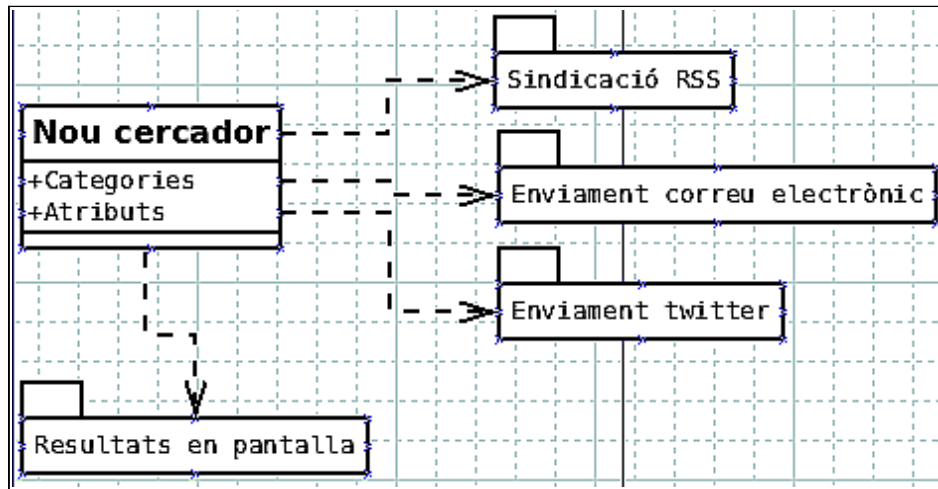 Sindicació RSS
Nou cercador
+Categories
+Atributs
Enviament correu electrònic
Enviament twitter
Resultats en pantalla